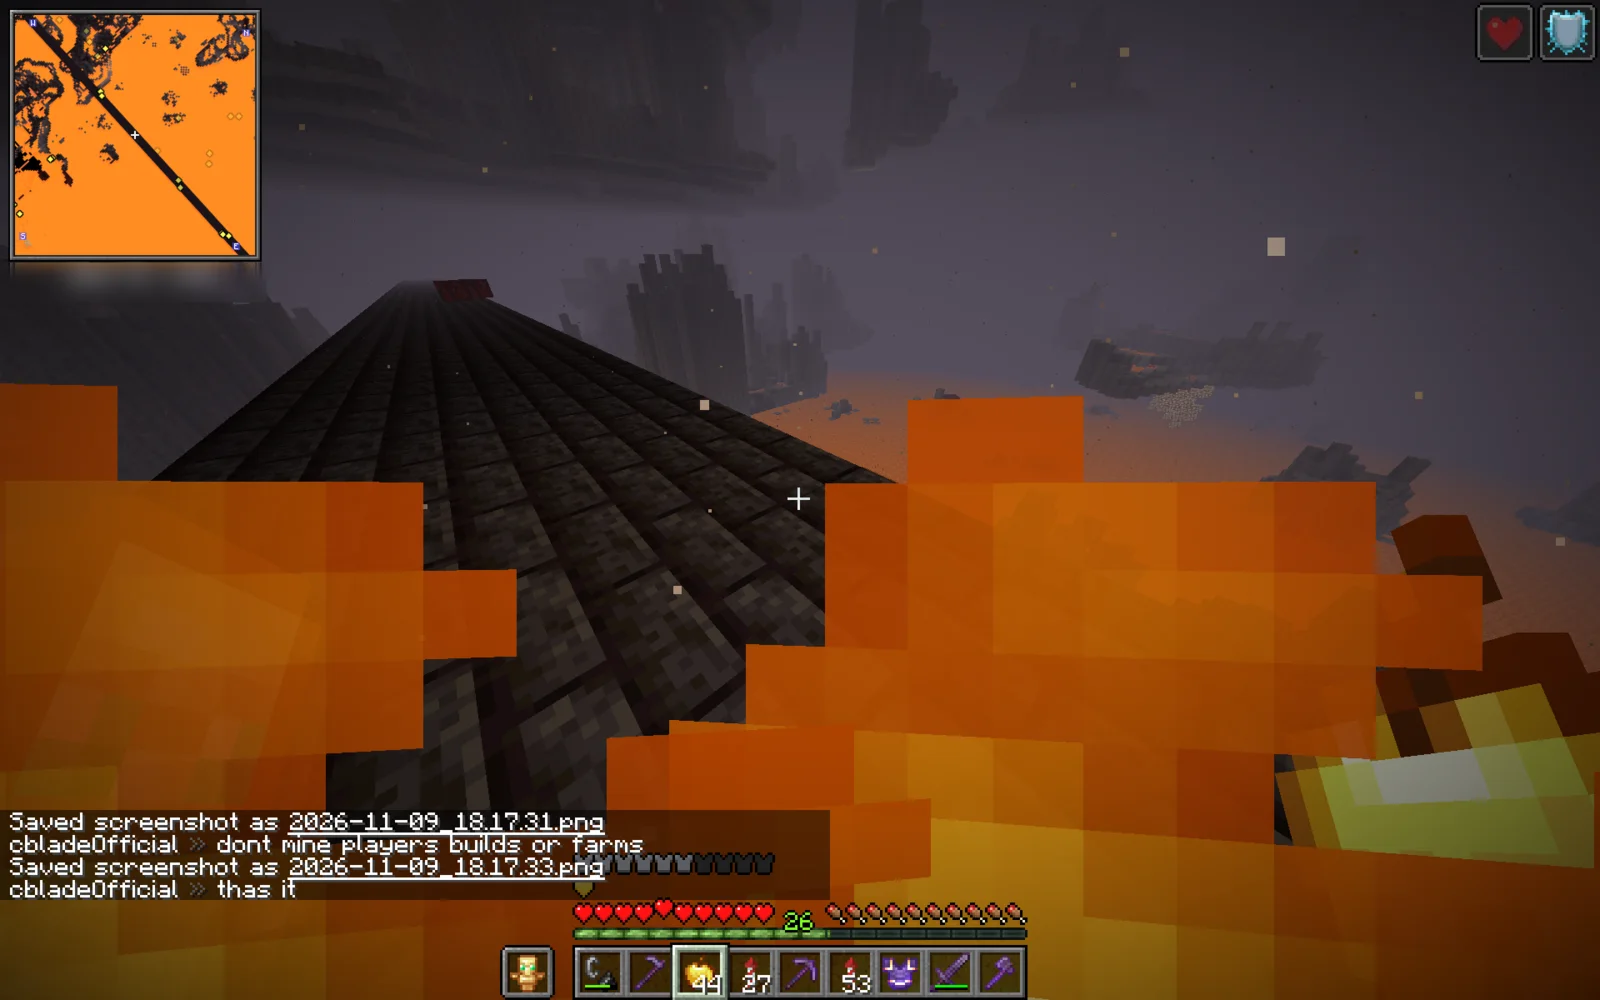 W
N
S
E
Saved screenshot as 2026-11-09_18.17.31.png
cbladeOfficial » dont mine players builds or farms
Saved screenshot as 2026-11-09_18.17.33.png
cbladeOfficial » thas it
26
44 27 53